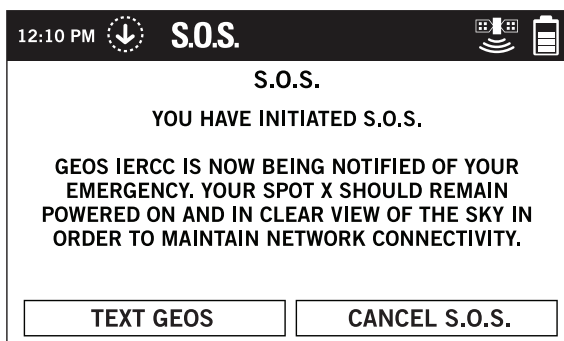 12:10 PM S.O.S.
S.O.S.
YOU HAVE INITIATED S.O.S.
GEOS IERCC IS NOW BEING NOTIFIED OF YOUR
EMERGENCY. YOUR SPOT X SHOULD REMAIN
POWERED ON AND IN CLEAR VIEW OF THE SKY IN
ORDER TO MAINTAIN NETWORK CONNECTIVITY.
TEXT GEOS CANCEL S.O.S.